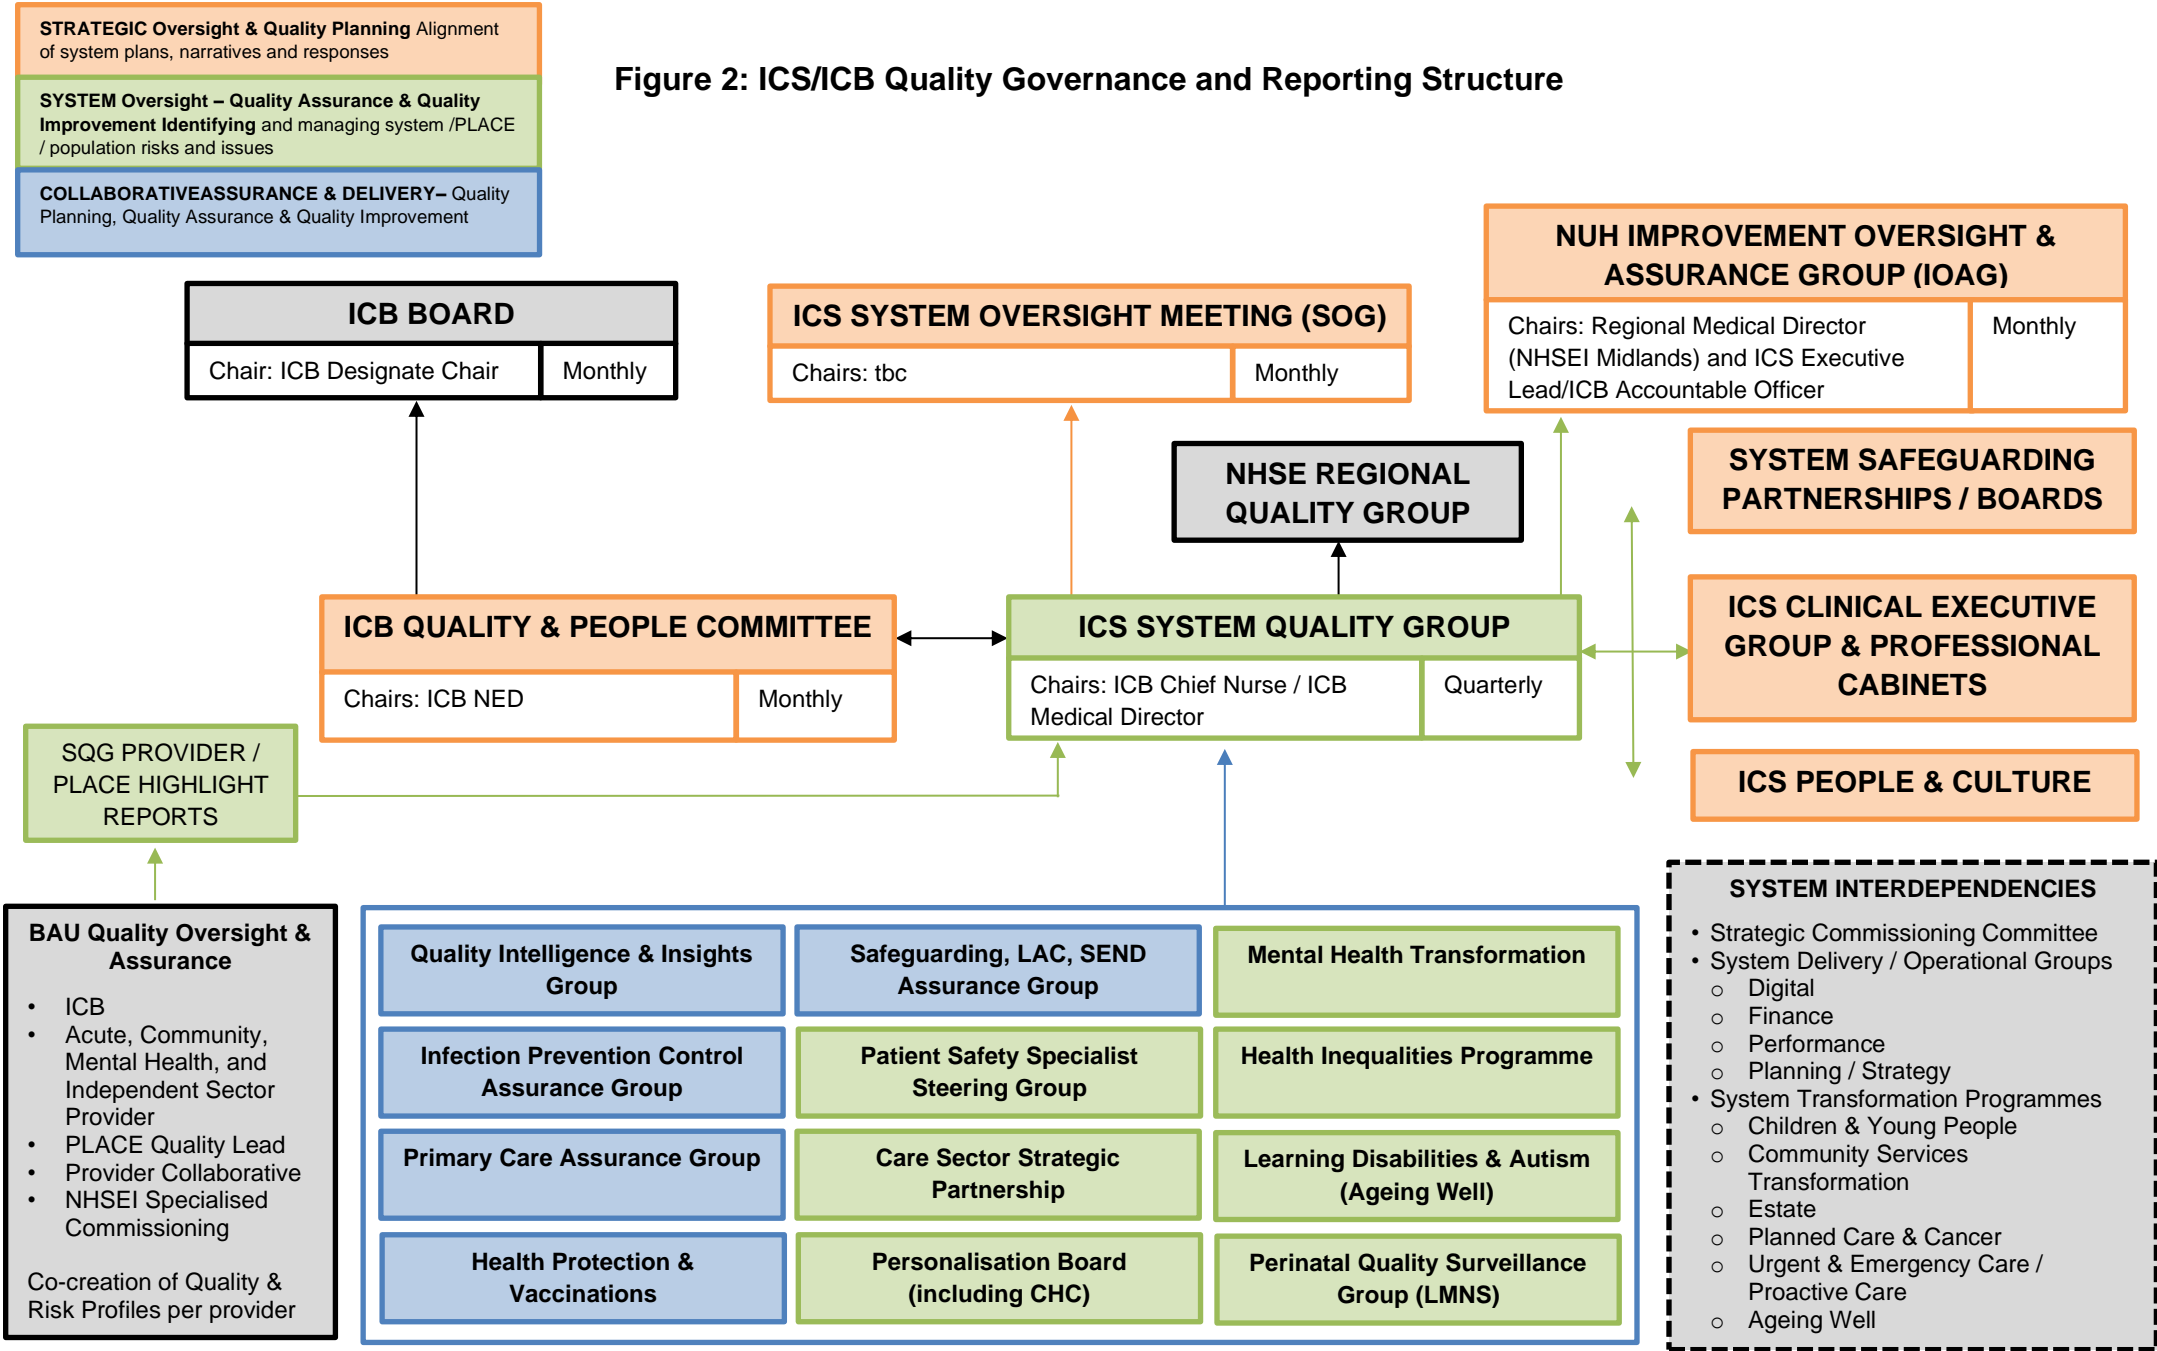 STRATEGIC Oversight & Quality Planning Alignment
of system plans, narratives and responses
SYSTEM Oversight – Quality Assurance & Quality
Improvement Identifying and managing system /PLACE
/ population risks and issues
COLLABORATIVEASSURANCE & DELIVERY– Quality
Planning, Quality Assurance & Quality Improvement
Figure 2: ICS/ICB Quality Governance and Reporting Structure
ICB BOARD
Chair: ICB Designate Chair
Monthly
ICS SYSTEM OVERSIGHT MEETING (SOG)
Chairs: tbc
Monthly
NUH IMPROVEMENT OVERSIGHT &
ASSURANCE GROUP (IOAG)
Chairs: Regional Medical Director
(NHSEI Midlands) and ICS Executive
Lead/ICB Accountable Officer
Monthly
NHSE REGIONAL
QUALITY GROUP
SYSTEM SAFEGUARDING
PARTNERSHIPS / BOARDS
ICB QUALITY & PEOPLE COMMITTEE
Chairs: ICB NED
Monthly
ICS SYSTEM QUALITY GROUP
Chairs: ICB Chief Nurse / ICB
Medical Director
Quarterly
ICS CLINICAL EXECUTIVE
GROUP & PROFESSIONAL
CABINETS
ICS PEOPLE & CULTURE
SQG PROVIDER /
PLACE HIGHLIGHT
REPORTS
BAU Quality Oversight &
Assurance
• ICB
• Acute, Community,
Mental Health, and
Independent Sector
Provider
• PLACE Quality Lead
• Provider Collaborative
• NHSEI Specialised
Commissioning
Co-creation of Quality &
Risk Profiles per provider
Quality Intelligence & Insights
Group
Safeguarding, LAC, SEND
Assurance Group
Mental Health Transformation
Infection Prevention Control
Assurance Group
Patient Safety Specialist
Steering Group
Health Inequalities Programme
Primary Care Assurance Group
Care Sector Strategic
Partnership
Learning Disabilities & Autism
(Ageing Well)
Health Protection &
Vaccinations
Personalisation Board
(including CHC)
Perinatal Quality Surveillance
Group (LMNS)
SYSTEM INTERDEPENDENCIES
• Strategic Commissioning Committee
• System Delivery / Operational Groups
o Digital
o Finance
o Performance
o Planning / Strategy
• System Transformation Programmes
o Children & Young People
o Community Services
Transformation
o Estate
o Planned Care & Cancer
o Urgent & Emergency Care /
Proactive Care
o Ageing Well